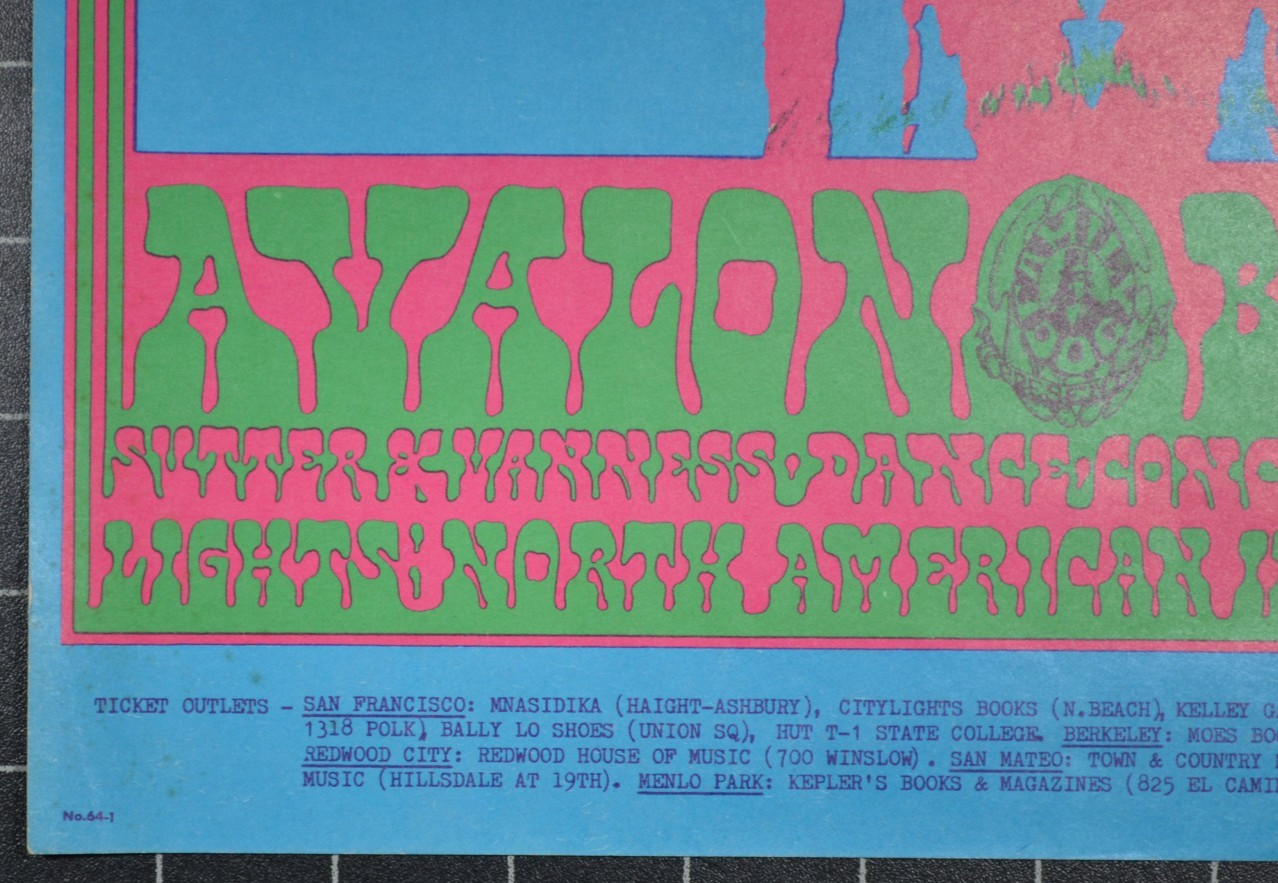 AVALON B
SUTTER & VAN NESS · DANCE · CONC
LIGHTS NORTH AMERICAN I
TICKET OUTLETS - SAN FRANCISCO: MNASIDIKA (HAIGHT-ASHBURY), CITYLIGHTS BOOKS (N.BEACH), KELLEY G
1318 POLK), BALLY LO SHOES (UNION SQ), HUT T-1 STATE COLLEGE. BERKELEY: MOES BO
REDWOOD CITY: REDWOOD HOUSE OF MUSIC (700 WINSLOW). SAN MATEO: TOWN & COUNTRY
MUSIC (HILLSDALE AT 19TH). MENLO PARK: KEPLER'S BOOKS & MAGAZINES (825 EL CAMI
No.64-1